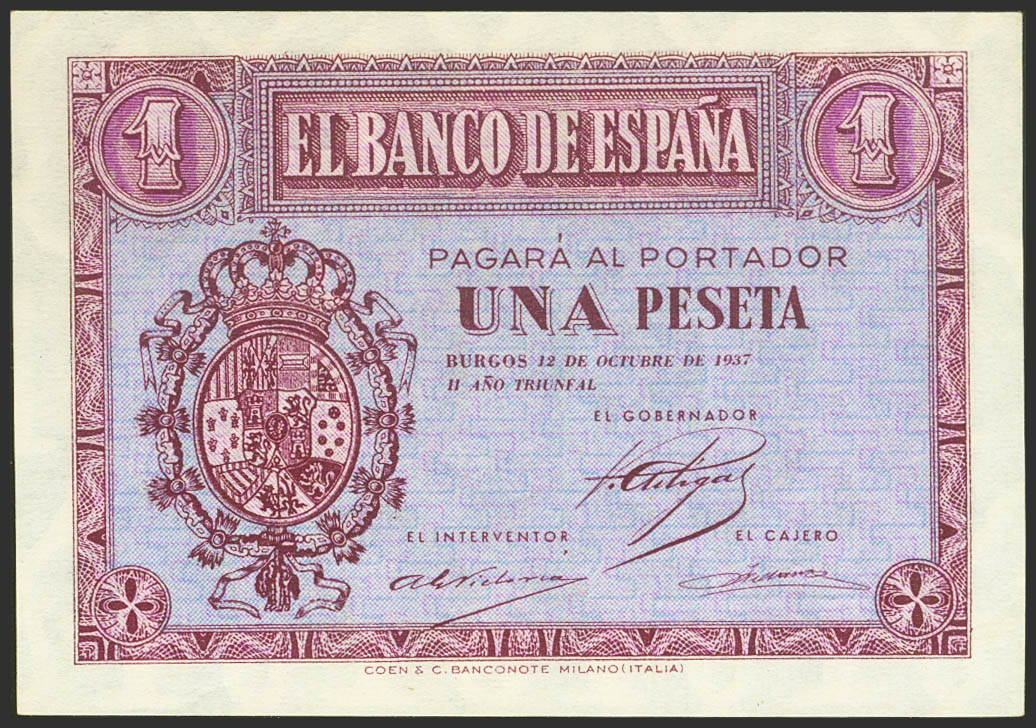 1 EL BANCO DE ESPAÑA 1
PAGARÁ AL PORTADOR
UNA PESETA
BURGOS 12 DE OCTUBRE DE 1937
II AÑO TRIUNFAL
EL GOBERNADOR
EL INTERVENTOR EL CAJERO
COEN & C. BANCONOTE MILANO (ITALIA)